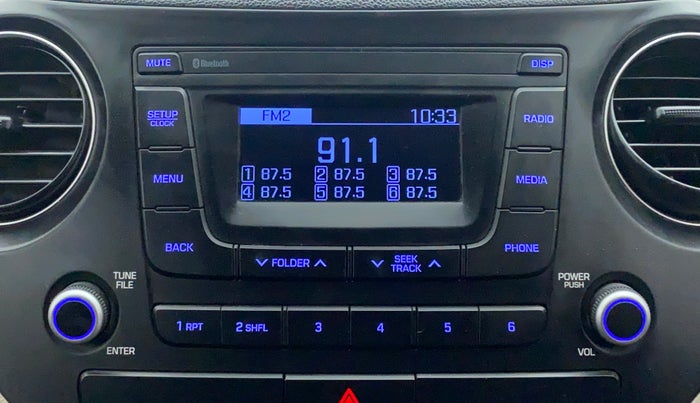 MUTE Bluetooth DISP
SETUP CLOCK
FM2 10:33
RADIO
91.1
1 87.5 2 87.5 3 87.5
4 87.5 5 87.5 6 87.5
MENU
MEDIA
BACK
PHONE
FOLDER
SEEK TRACK
TUNE FILE
POWER PUSH
1 RPT 2 SHFL 3 4 5 6
ENTER
VOL